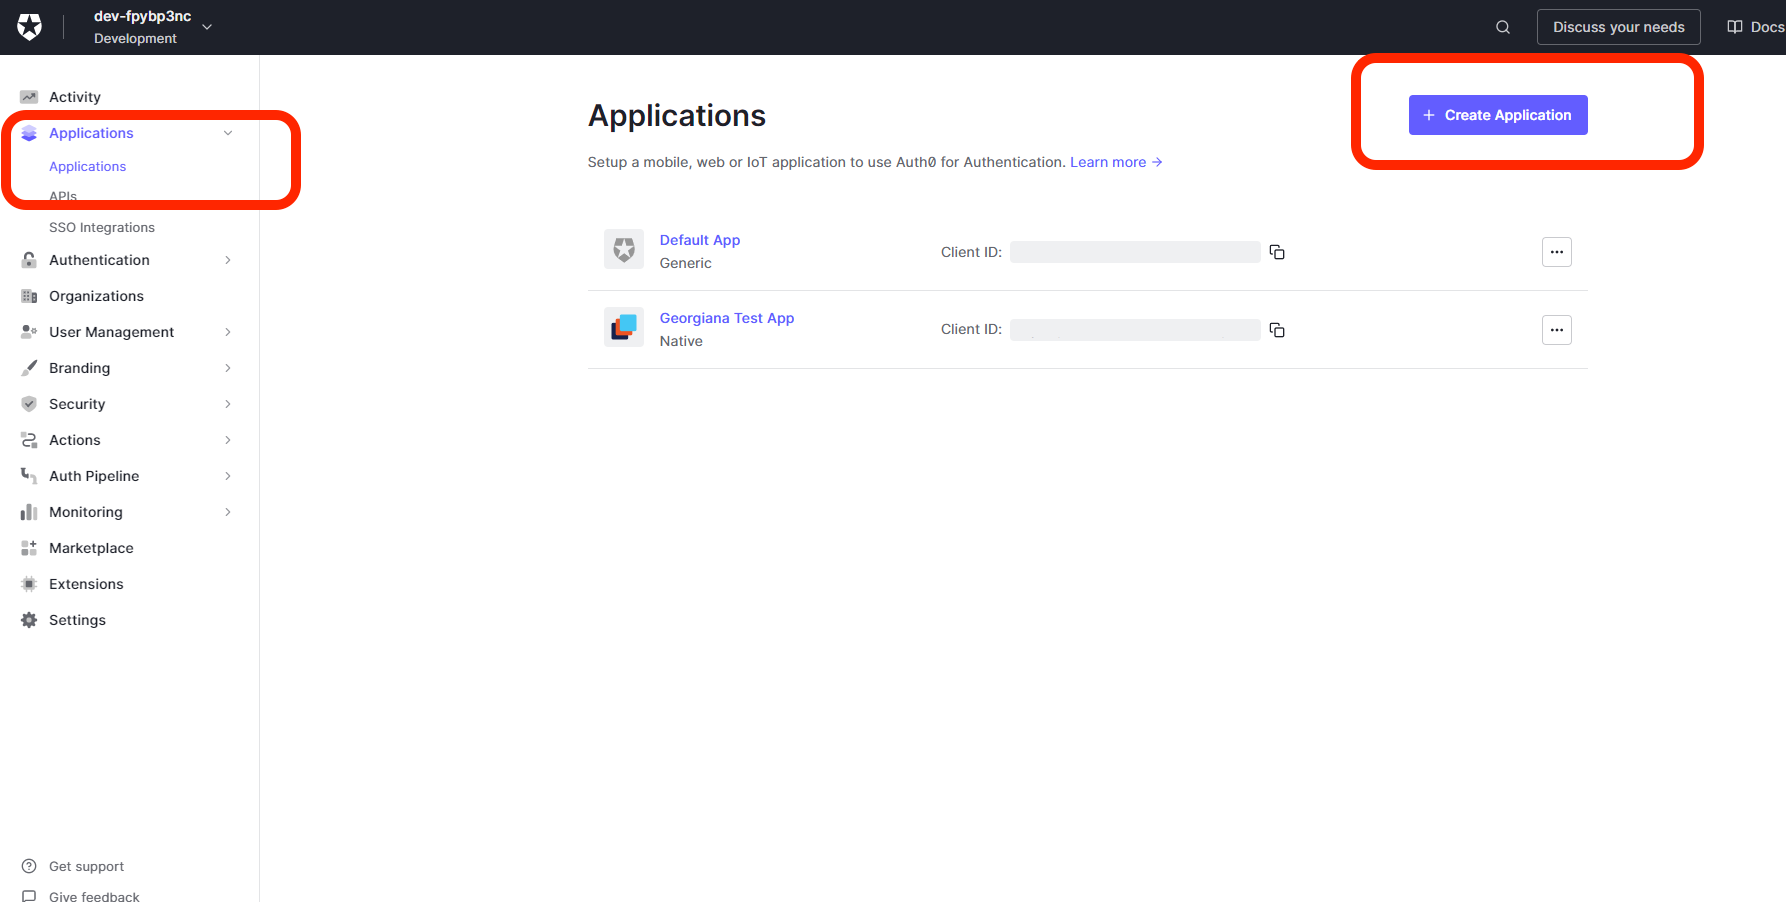 dev-fpybp3nc
Development
Discuss your needs
Docs
Activity
Applications
Applications
APIs
SSO Integrations
Authentication
Organizations
User Management
Branding
Security
Actions
Auth Pipeline
Monitoring
Marketplace
Extensions
Settings
Get support
Give feedback
Applications
+ Create Application
Setup a mobile, web or IoT application to use Auth0 for Authentication. Learn more →
Default App
Generic
Client ID:
Georgiana Test App
Native
Client ID: